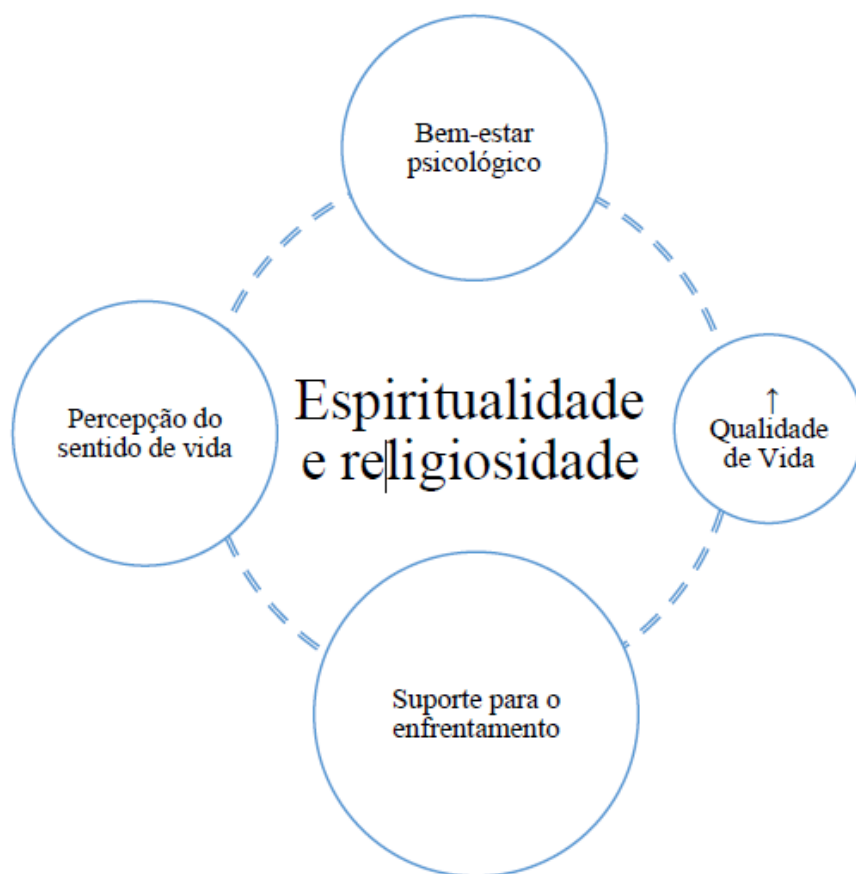 Bem-estar
psicológico
Espiritualidade
e religiosidade
Percepção do
sentido de vida
↑
Qualidade
de Vida
Suporte para o
enfrentamento